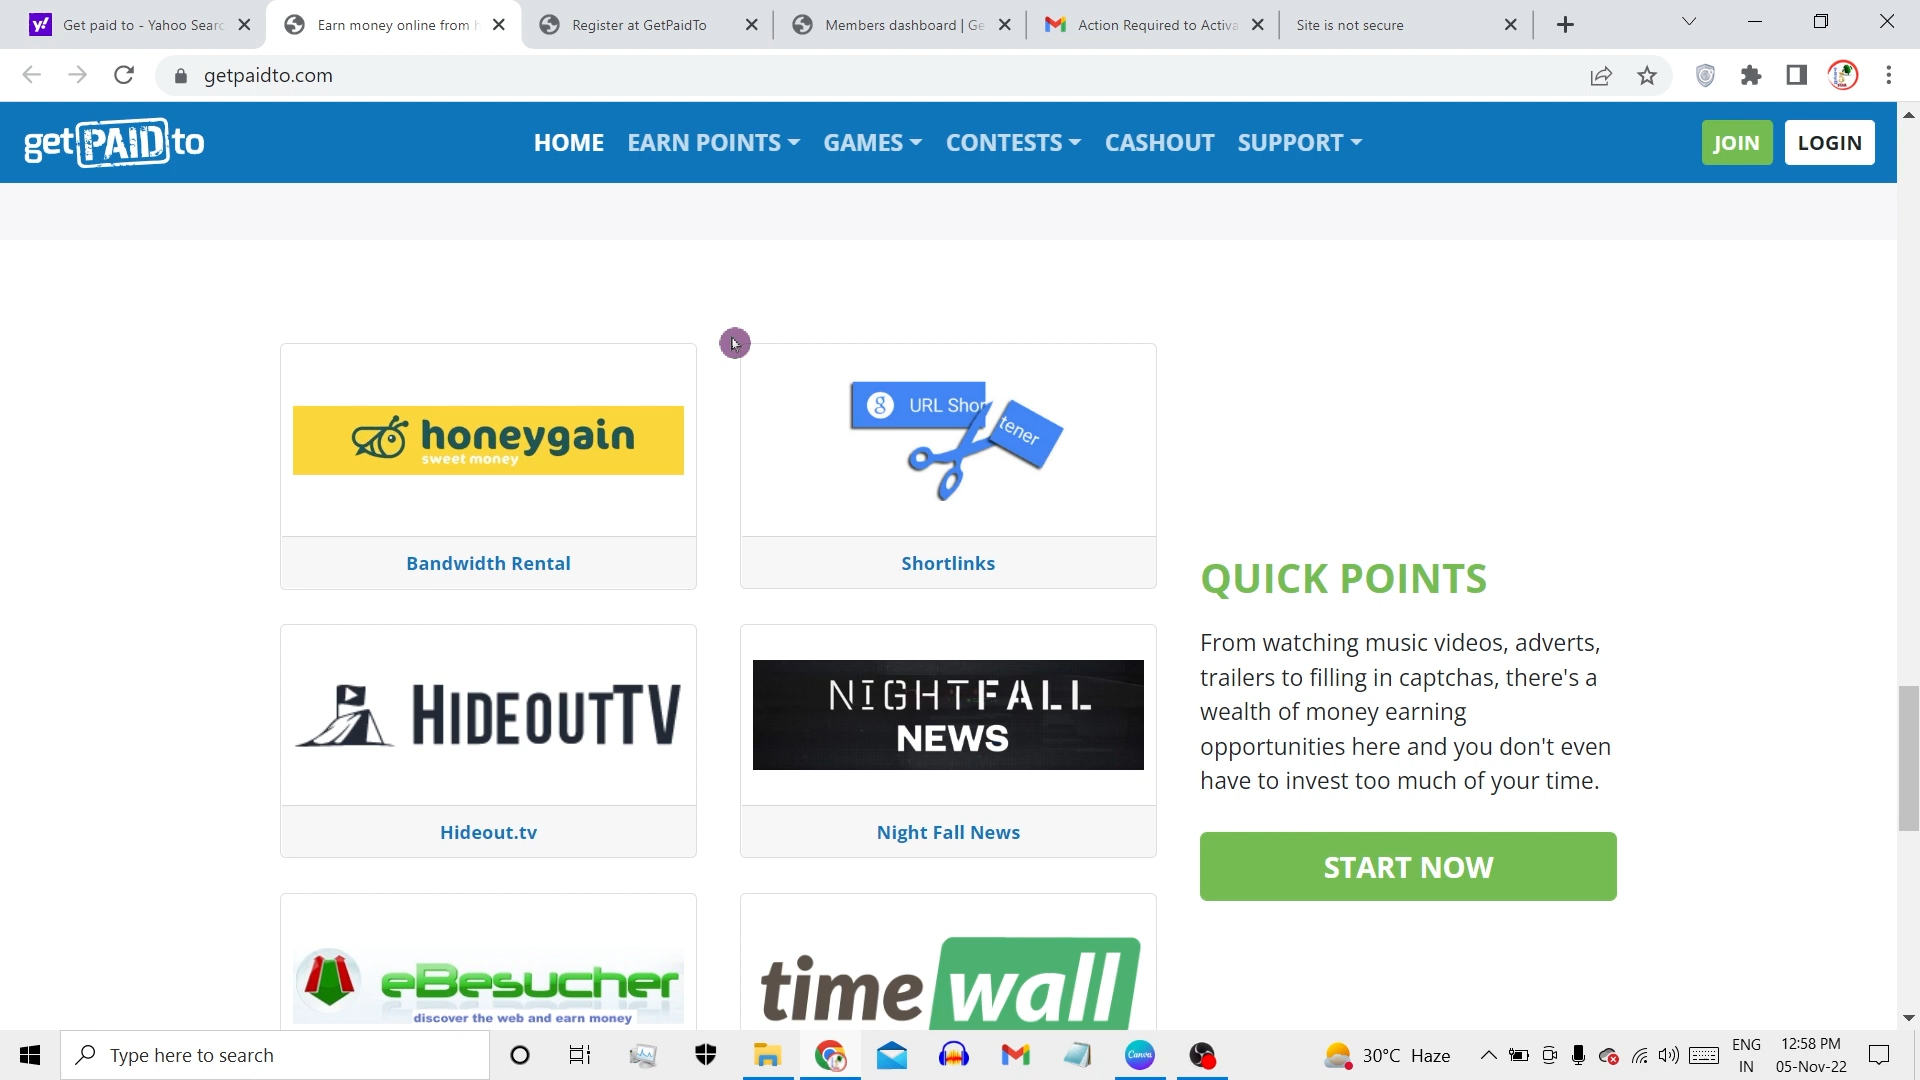 Get paid to - Yahoo Searc
Earn money online from h
Register at GetPaidTo
Members dashboard | Ge
Action Required to Activa
Site is not secure
getpaidto.com
get PAID to
HOME
EARN POINTS
GAMES
CONTESTS
CASHOUT
SUPPORT
JOIN
LOGIN
honeygain
sweet money
URL Shor
tener
Bandwidth Rental
Shortlinks
QUICK POINTS
From watching music videos, adverts,
trailers to filling in captchas, there's a
wealth of money earning
opportunities here and you don't even
have to invest too much of your time.
START NOW
HIDEOUTTV
NIGHTFALL
NEWS
Hideout.tv
Night Fall News
eBesucher
discover the web and earn money
timewall
Type here to search
Canva
30°C Haze
ENG
IN
12:58 PM
05-Nov-22